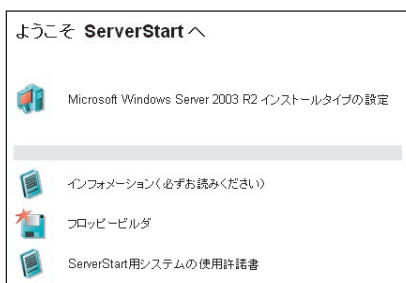 ようこそ ServerStart へ
Microsoft Windows Server 2003 R2 インストールタイプの設定
インフォメーション(必ずお読みください)
フロッピービルダ
ServerStart用システムの使用許諾書